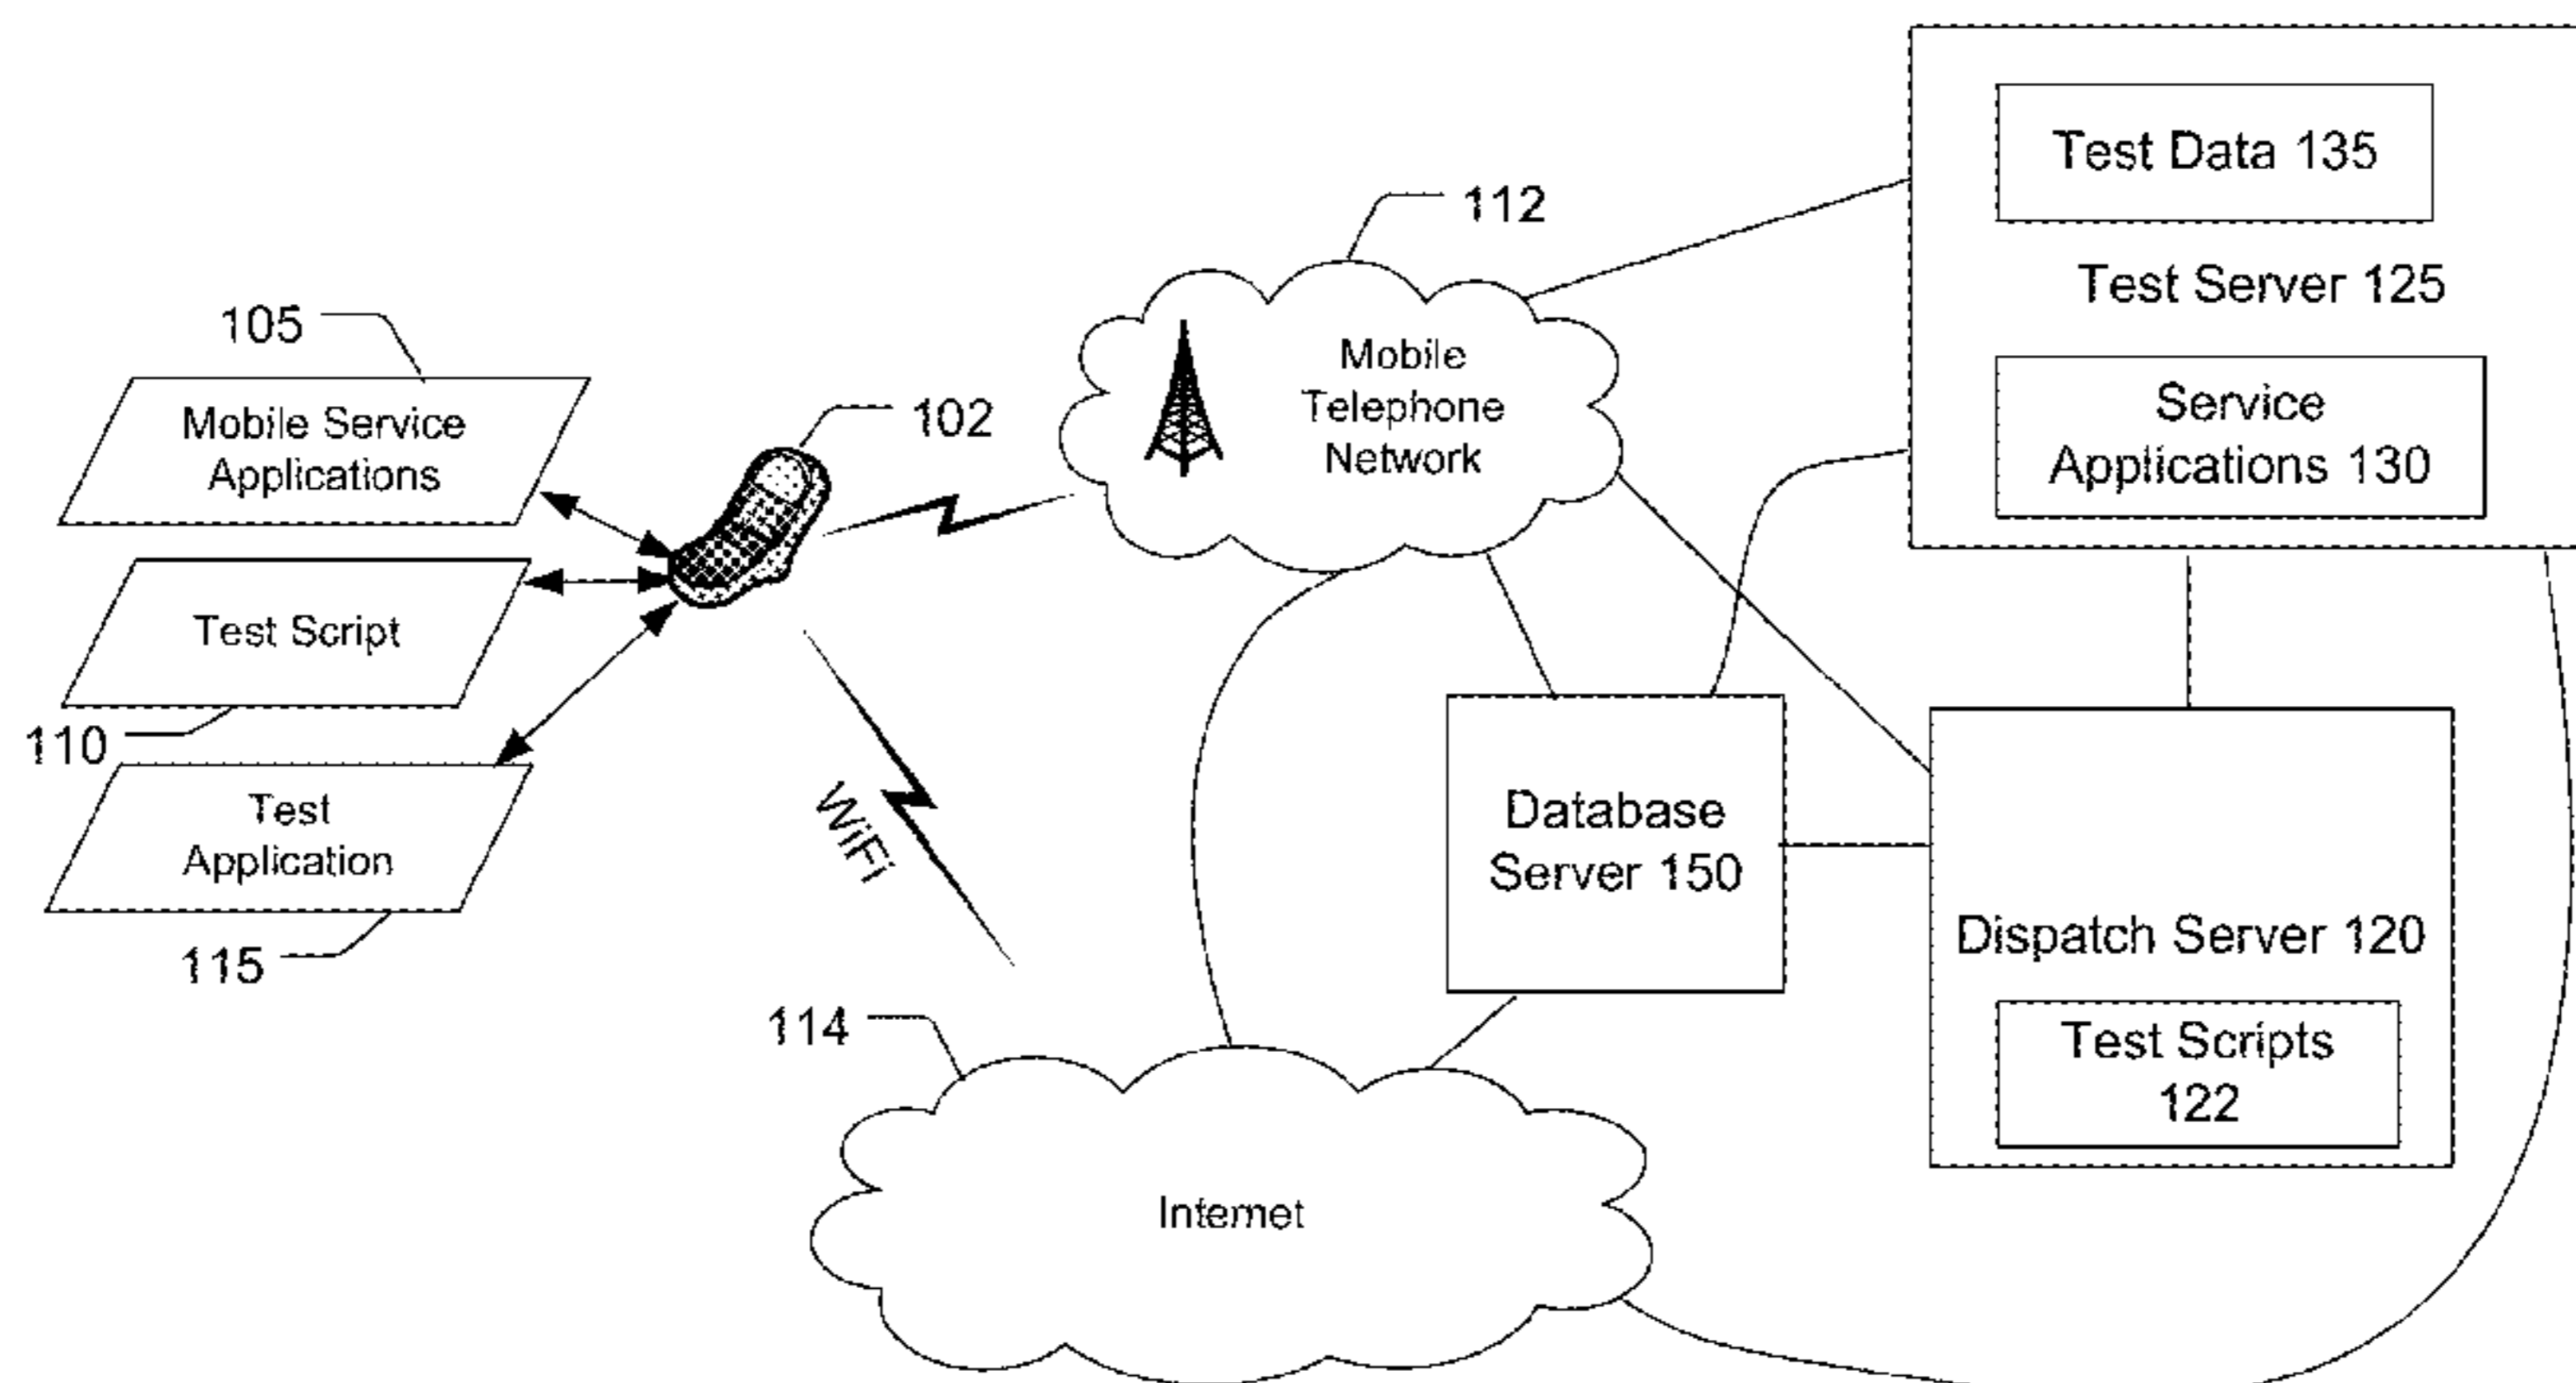 Test Data 135
112
Test Server 125
105
Mobile
Telephone
Network
Service
Applications 130
Mobile Service
Applications
102
Test Script
110
Test
Application
WiFi
Database
Server 150
115
Dispatch Server 120
114
Test Scripts
122
Internet